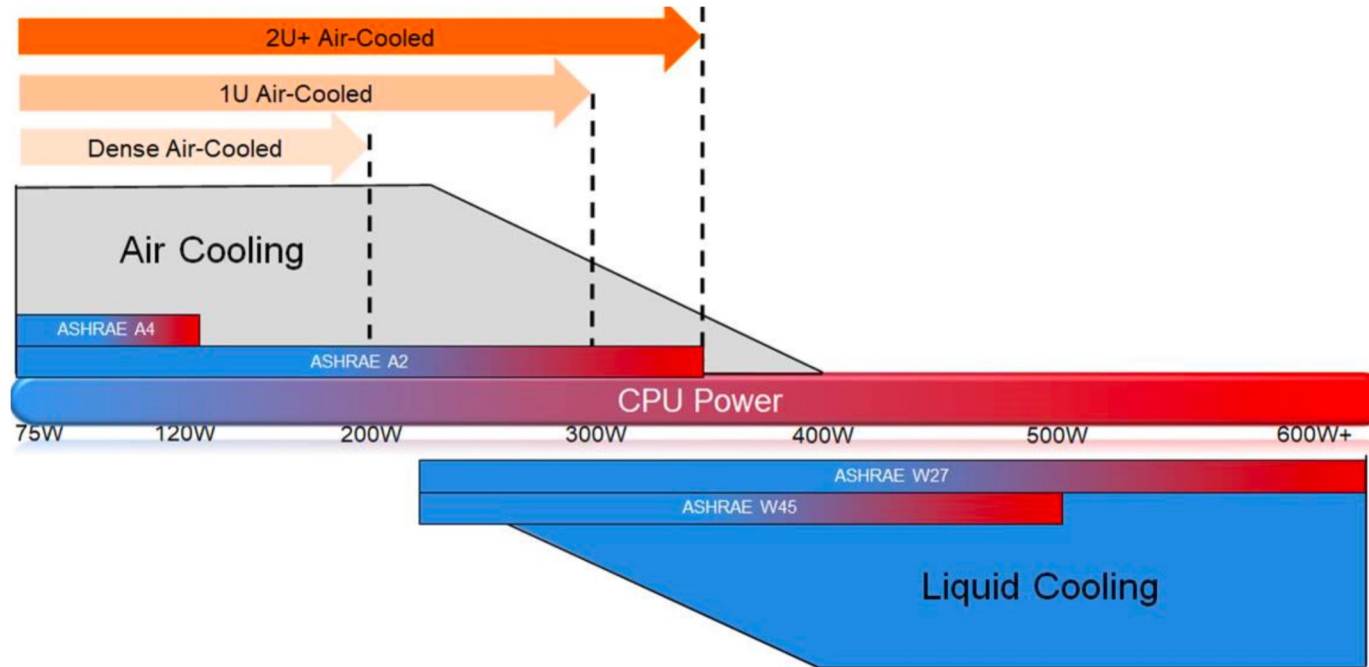 2U+ Air-Cooled
1U Air-Cooled
Dense Air-Cooled
Air Cooling
ASHRAE A4
ASHRAE A2
CPU Power
75W 120W 200W 300W 400W 500W 600W+
ASHRAE W27
ASHRAE W45
Liquid Cooling